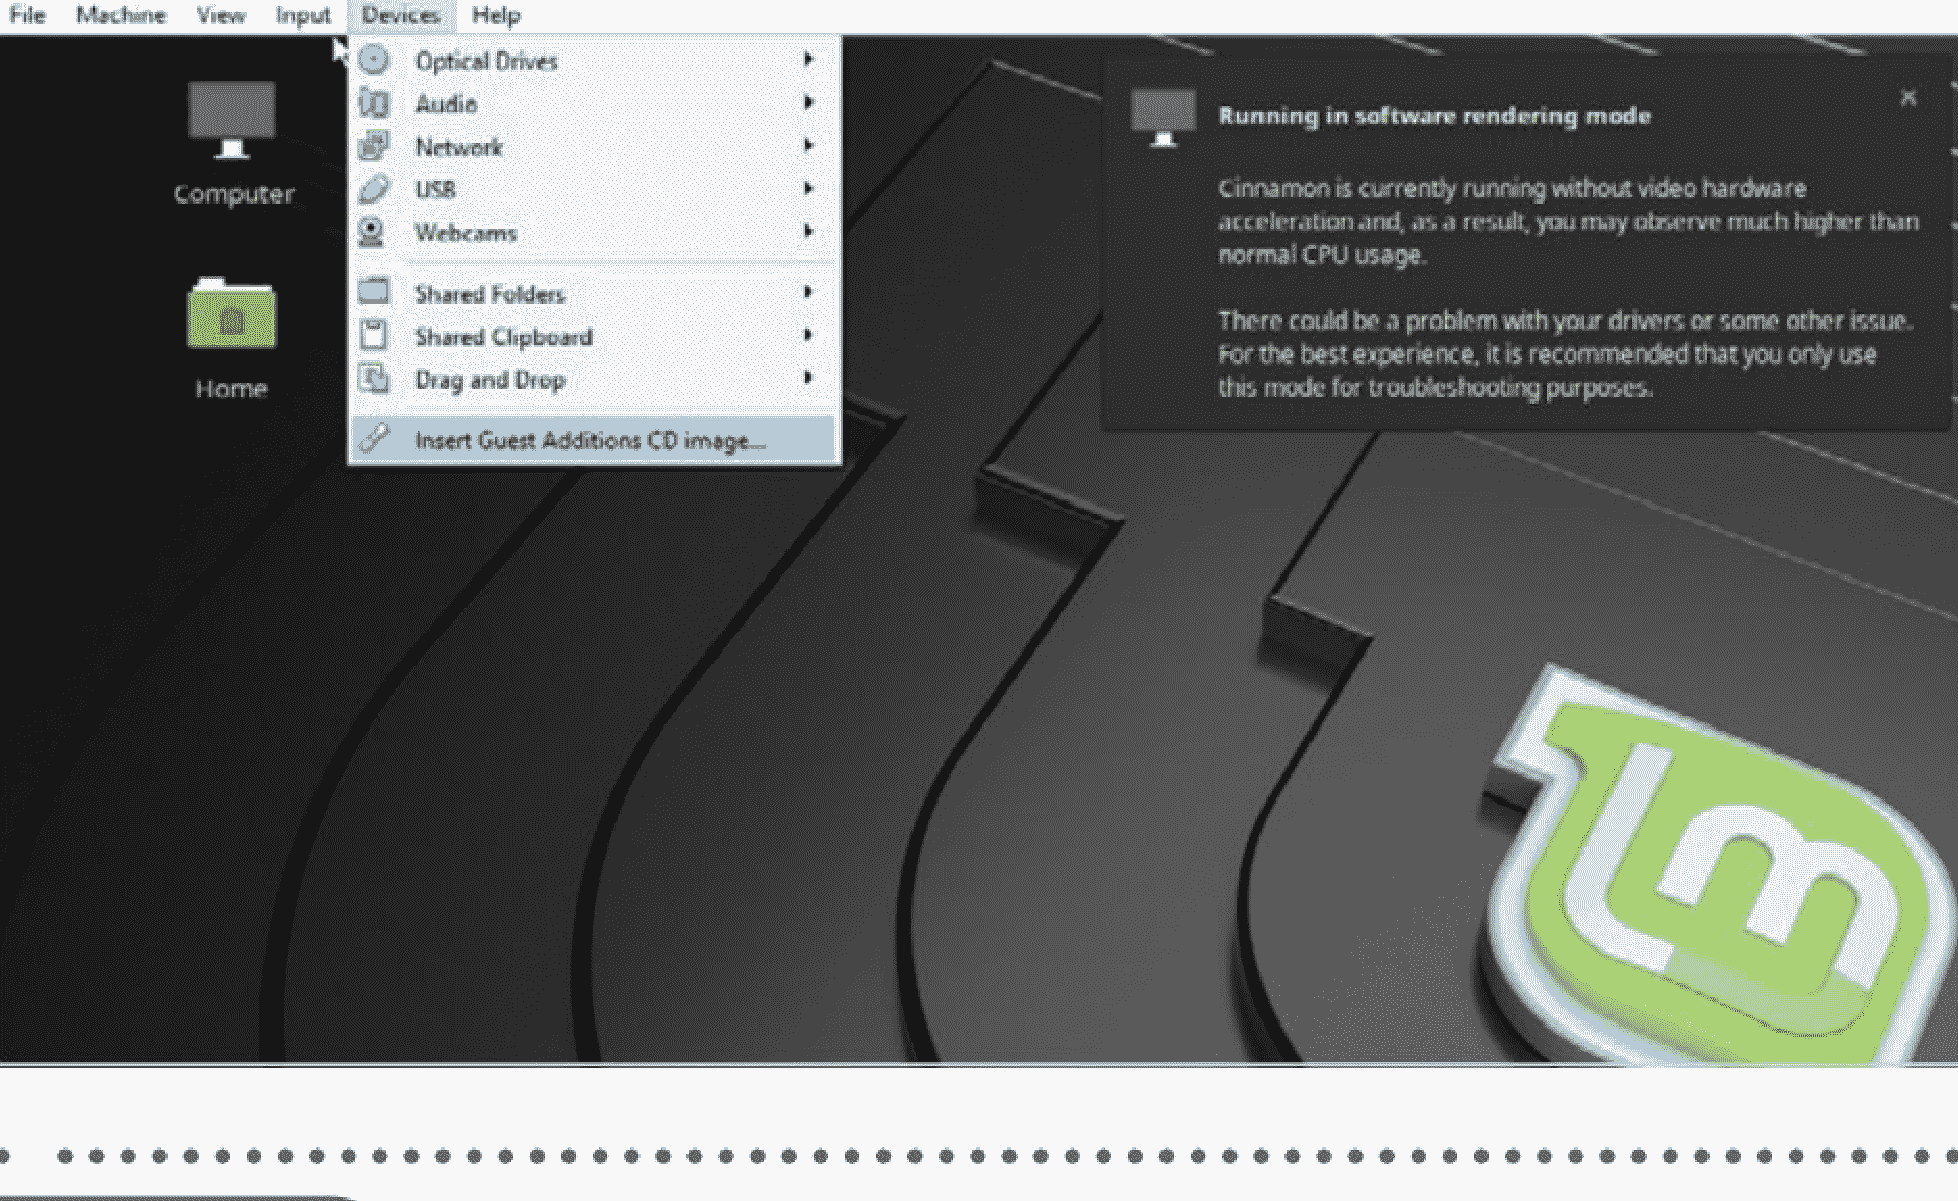 File Machine View Input Devices Help
Optical Drives
Audio
Network
USB
Webcams
Shared Folders
Shared Clipboard
Drag and Drop
Insert Guest Additions CD image...
Computer
Home
Running in software rendering mode
Cinnamon is currently running without video hardware
acceleration and, as a result, you may observe much higher than
normal CPU usage.
There could be a problem with your drivers or some other issue.
For the best experience, it is recommended that you only use
this mode for troubleshooting purposes.